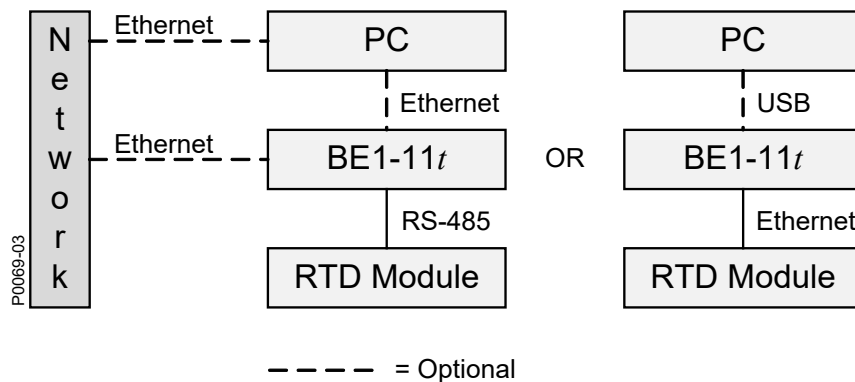 Network
Ethernet
PC
Ethernet
Ethernet
BE1-11t
RS-485
RTD Module
OR
PC
USB
BE1-11t
Ethernet
RTD Module
P0069-03
= Optional